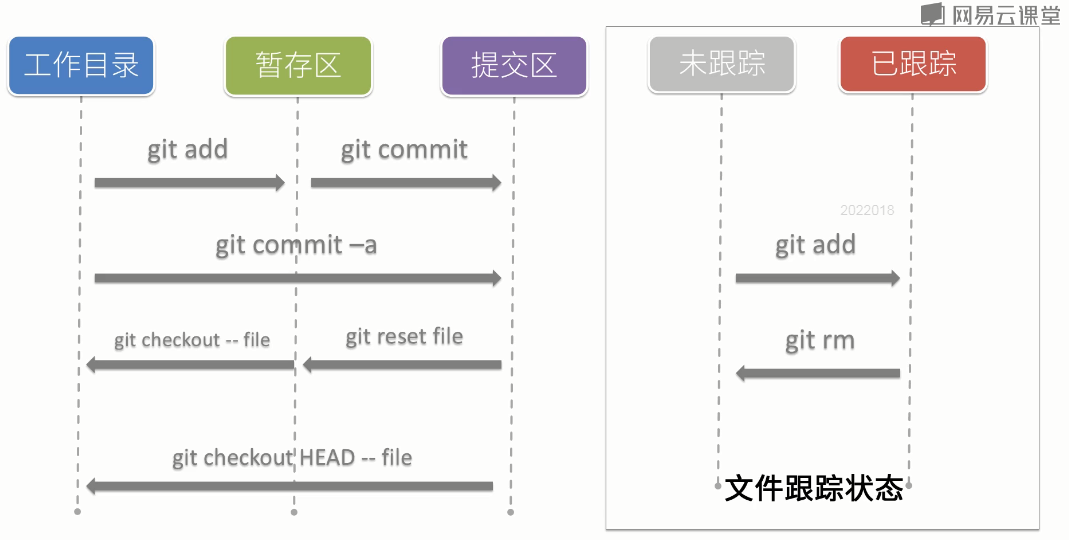 网易云课堂
工作目录
暂存区
提交区
未跟踪
已跟踪
git add
git commit
2022018
git commit –a
git add
git checkout -- file
git reset file
git rm
git checkout HEAD -- file
文件跟踪状态